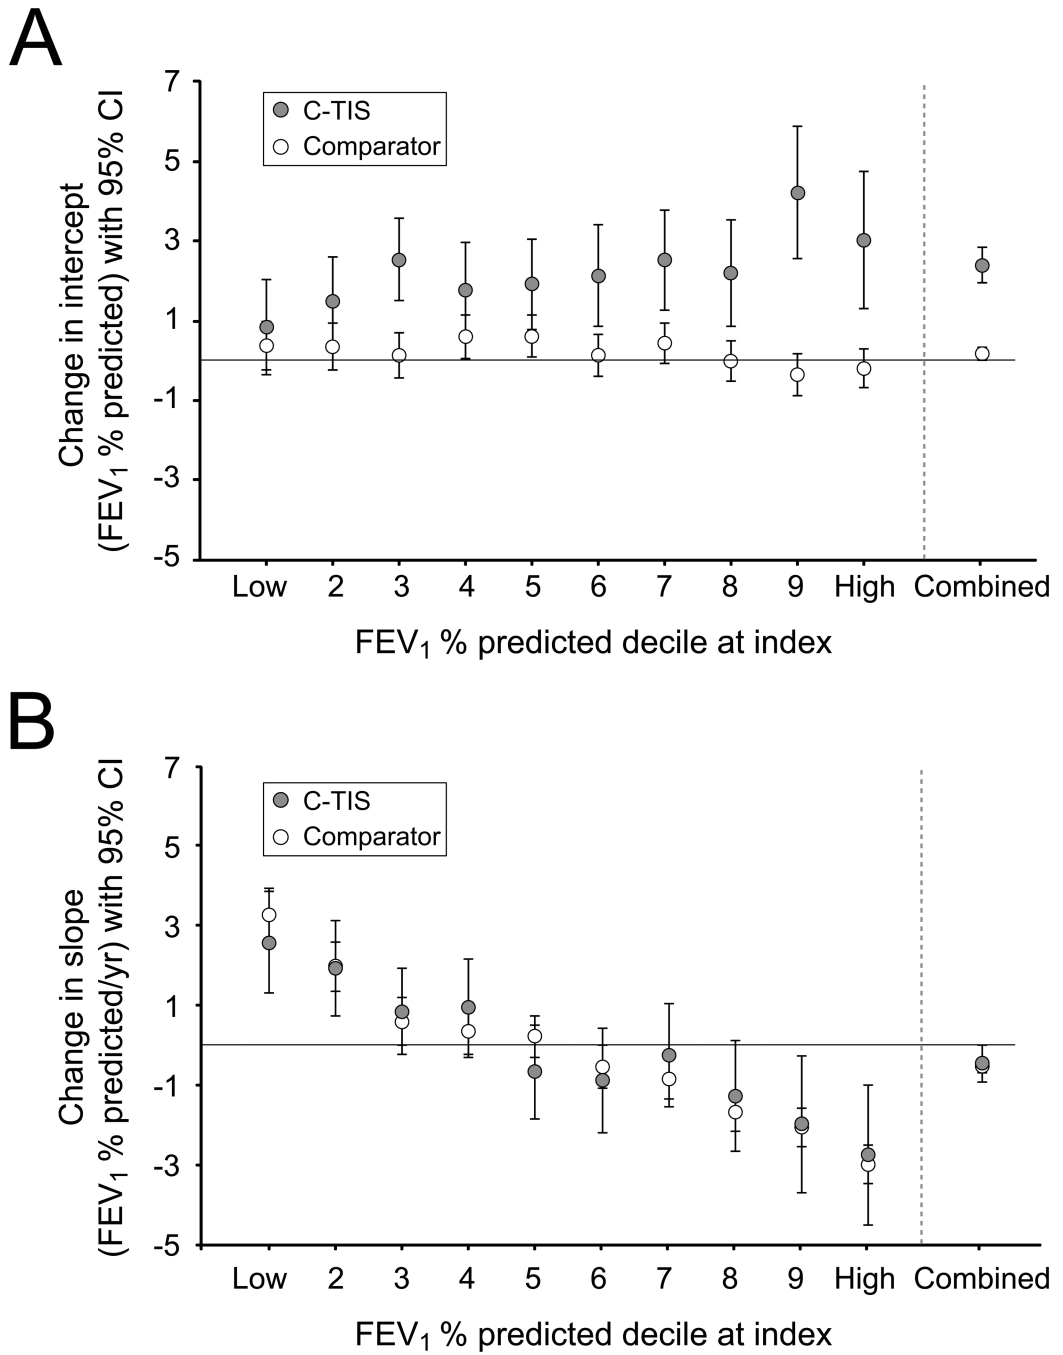 A
Change in intercept
(FEV1 % predicted) with 95% CI
7
5
3
1
-1
-3
-5
C-TIS
Comparator
Low 2 3 4 5 6 7 8 9 High Combined
FEV1 % predicted decile at index
B
Change in slope
(FEV1 % predicted/yr) with 95% CI
7
5
3
1
-1
-3
-5
C-TIS
Comparator
Low 2 3 4 5 6 7 8 9 High Combined
FEV1 % predicted decile at index